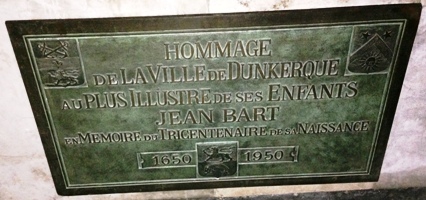 HOMMAGE
DE LA VILLE DE DUNKERQUE
AU PLUS ILLUSTRE DE SES ENFANTS
JEAN BART
EN MEMOIRE DU TRICENTENAIRE DE SA NAISSANCE
1650 1950